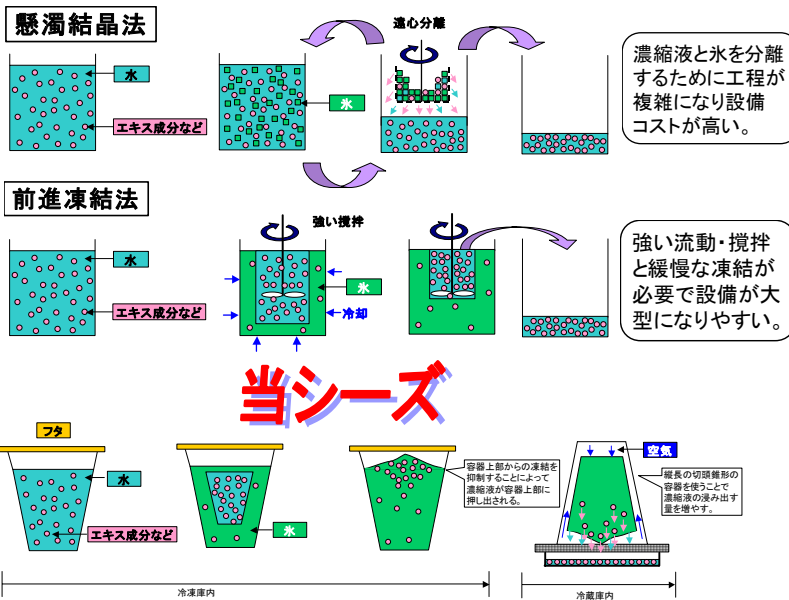 懸濁結晶法
水
エキス成分など
氷
遠心分離
濃縮液と氷を分離
するために工程が
複雑になり設備
コストが高い。
前進凍結法
水
エキス成分など
強い撹拌
氷
冷却
強い流動・撹拌
と緩慢な凍結が
必要で設備が大
型になりやすい。
当シーズ
フタ
水
エキス成分など
氷
容器上部からの凍結を
抑制することによって
濃縮液が容器上部に
押し出される。
空気
縦長の切頭錐形の
容器を使うことで
濃縮液の浸み出す
量を増やす。
冷凍庫内
冷蔵庫内